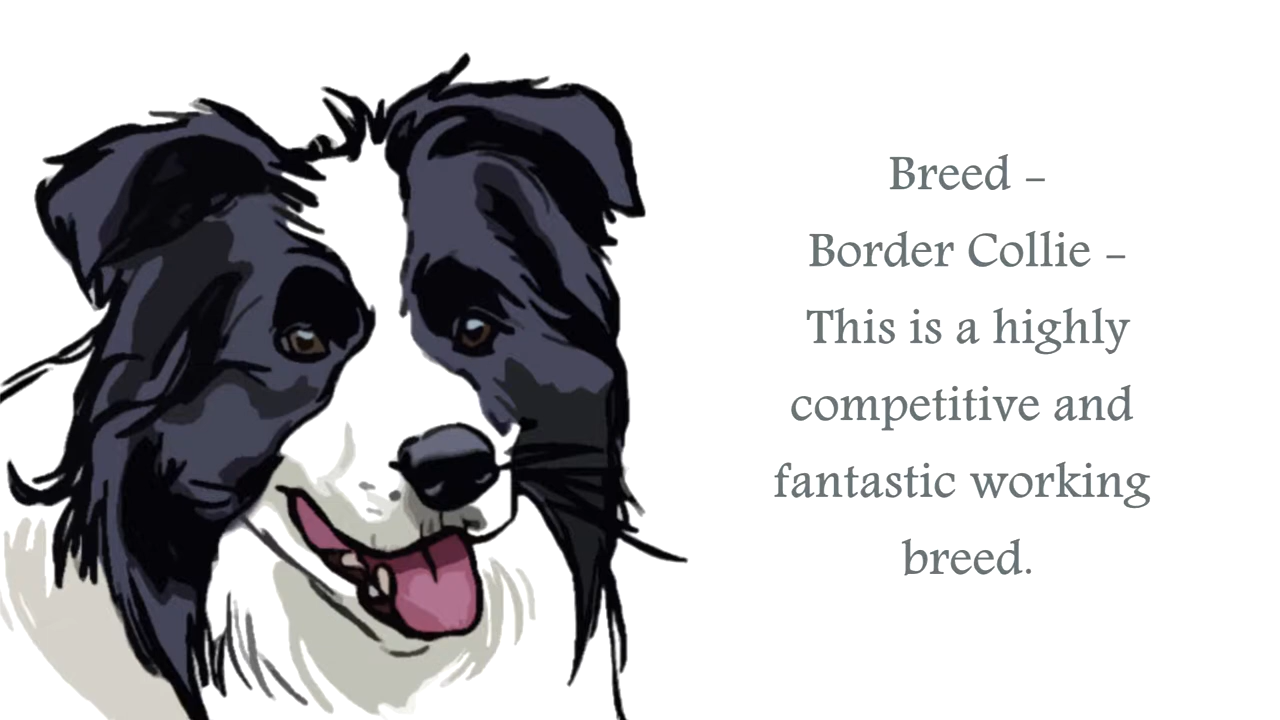 Breed –
Border Collie –
This is a highly
competitive and
fantastic working
breed.